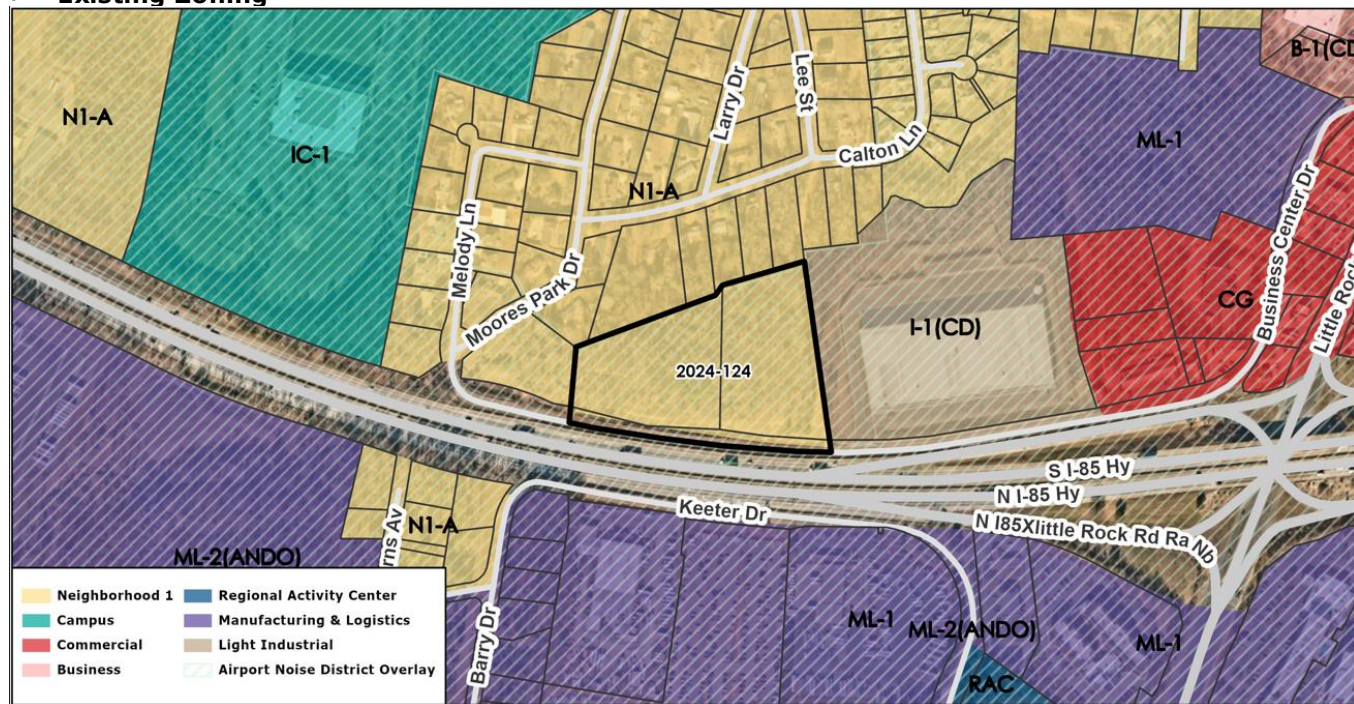 Existing Zoning
N1-A
IC-1
Larry Dr
Lee St
Calton Ln
N1-A
B-1(CD
ML-1
Business Center Dr
Little Rock
Melody Ln
Moores Park Dr
2024-124
I-1(CD)
CG
S I-85 Hy
N I-85 Hy
N I85Xlittle Rock Rd Ra Nb
Keeter Dr
N1-A
rns Av
ML-2(ANDO)
Barry Dr
ML-1
ML-2(ANDO)
ML-1
RAC
Neighborhood 1
Campus
Commercial
Business
Regional Activity Center
Manufacturing & Logistics
Light Industrial
Airport Noise District Overlay